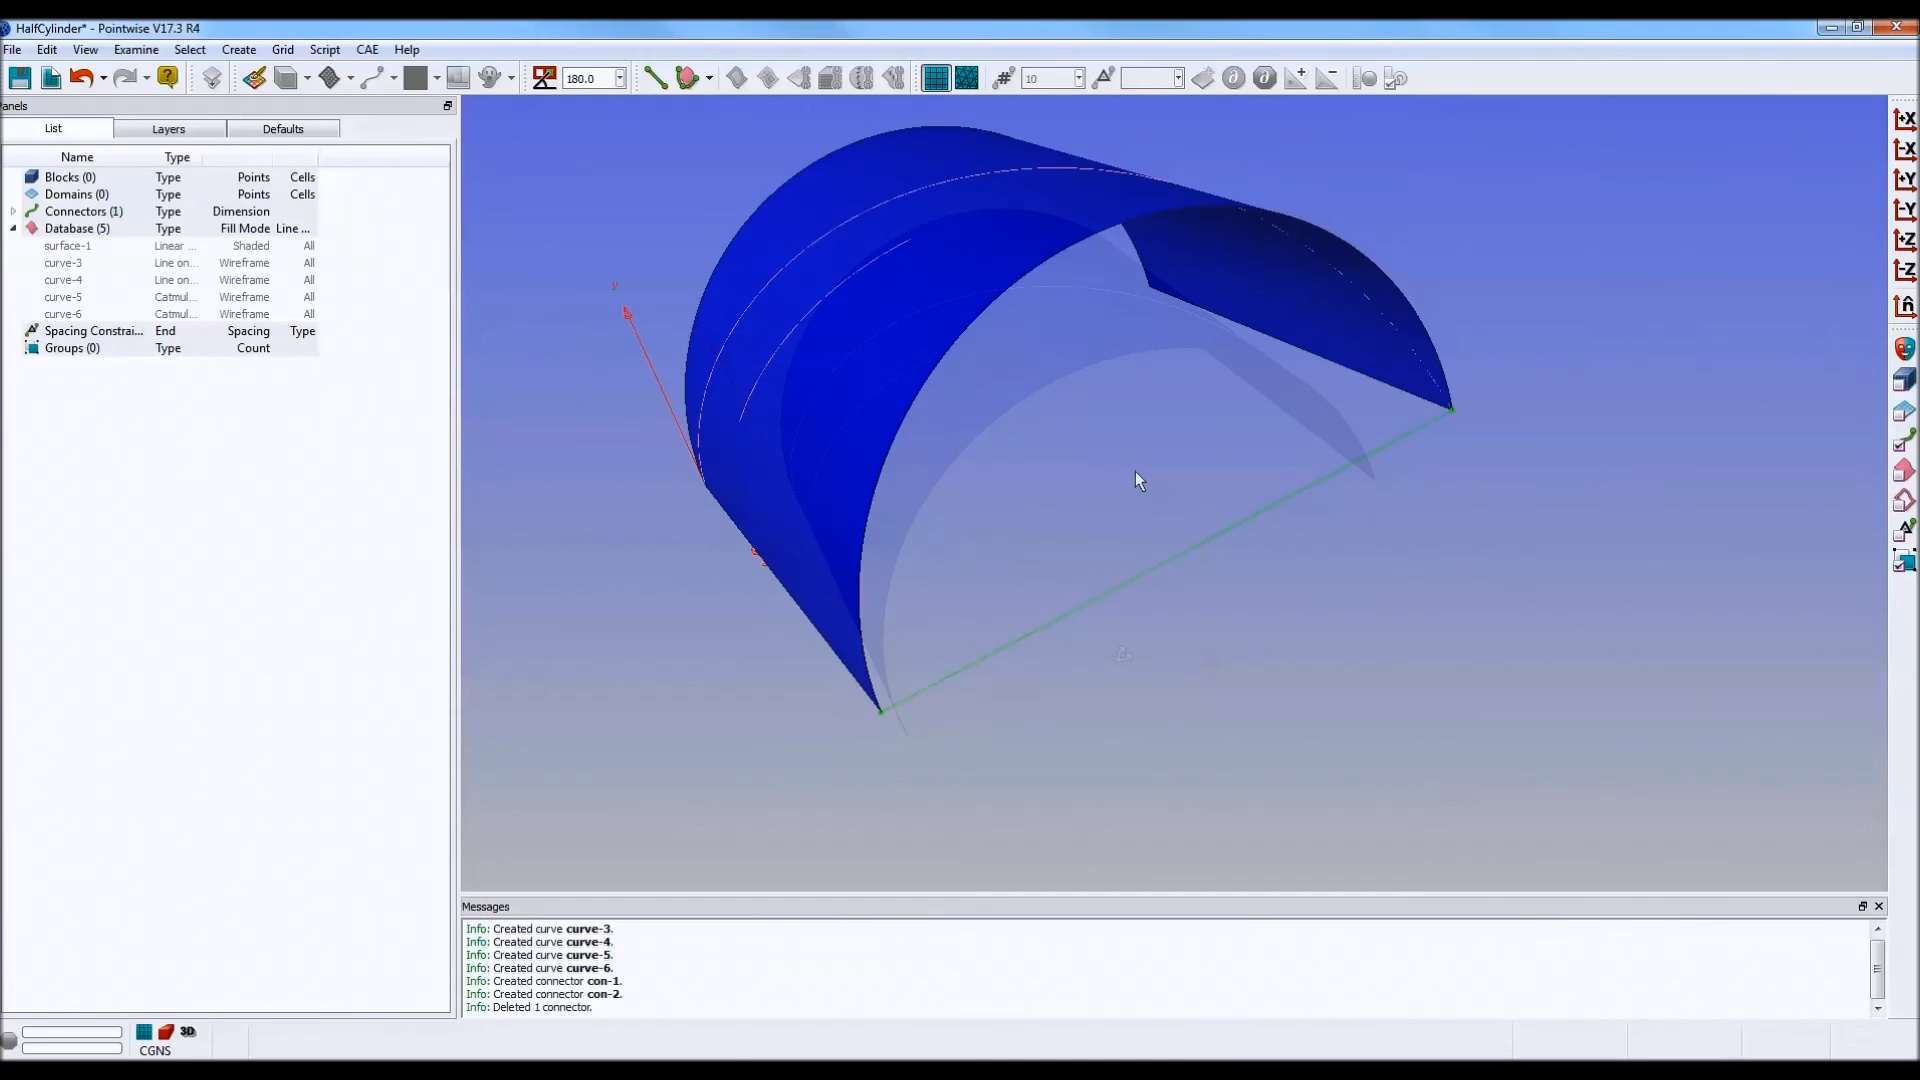 HalfCylinder* - Pointwise V17.3 R4
File Edit View Examine Select Create Grid Script CAE Help
180.0
10
anels
List Layers Defaults
Name Type
Blocks (0) Type Points Cells
Domains (0) Type Points Cells
Connectors (1) Type Dimension
Database (5) Type Fill Mode Line ...
surface-1 Linear ... Shaded All
curve-3 Line on... Wireframe All
curve-4 Line on... Wireframe All
curve-5 Catmul... Wireframe All
curve-6 Catmul... Wireframe All
Spacing Constrai... End Spacing Type
Groups (0) Type Count
y
z
+X
-X
+Y
-Y
+Z
-Z
n̂
Messages
Info: Created curve curve-3.
Info: Created curve curve-4.
Info: Created curve curve-5.
Info: Created curve curve-6.
Info: Created connector con-1.
Info: Created connector con-2.
Info: Deleted 1 connector.
3D
CGNS